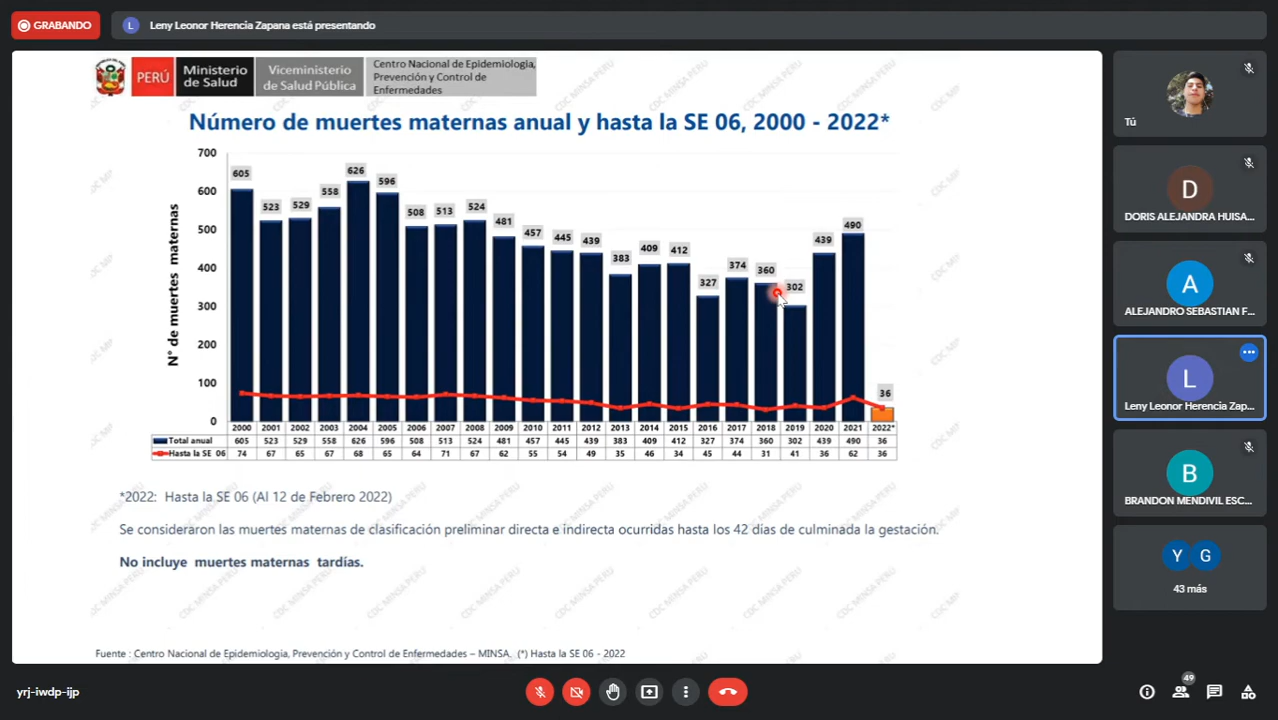 GRABANDO
L
Leny Leonor Herencia Zapana está presentando
PERÚ
Ministerio
de Salud
Viceministerio
de Salud Pública
Centro Nacional de Epidemiología,
Prevención y Control de
Enfermedades
Número de muertes maternas anual y hasta la SE 06, 2000 - 2022*
N° de muertes maternas
700
600
500
400
300
200
100
0
605 523 529 558 626 596 508 513 524 481 457 445 439 383 409 412 327 374 360 302 439 490 36
2000 2001 2002 2003 2004 2005 2006 2007 2008 2009 2010 2011 2012 2013 2014 2015 2016 2017 2018 2019 2020 2021 2022*
Total anual 605 523 529 558 626 596 508 513 524 481 457 445 439 383 409 412 327 374 360 302 439 490 36
Hasta la SE 06 74 67 65 67 68 65 64 71 67 62 55 54 49 35 46 34 45 44 31 41 36 62 36
*2022: Hasta la SE 06 (Al 12 de Febrero 2022)
Se consideraron las muertes maternas de clasificación preliminar directa e indirecta ocurridas hasta los 42 días de culminada la gestación.
No incluye muertes maternas tardías.
CDC MINSA PERU
Fuente : Centro Nacional de Epidemiologia, Prevención y Control de Enfermedades – MINSA. (*) Hasta la SE 06 - 2022
Tú
D
DORIS ALEJANDRA HUISA...
A
ALEJANDRO SEBASTIAN F...
L
Leny Leonor Herencia Zap...
B
BRANDON MENDIVIL ESC...
Y G
43 más
yrj-iwdp-ijp
49